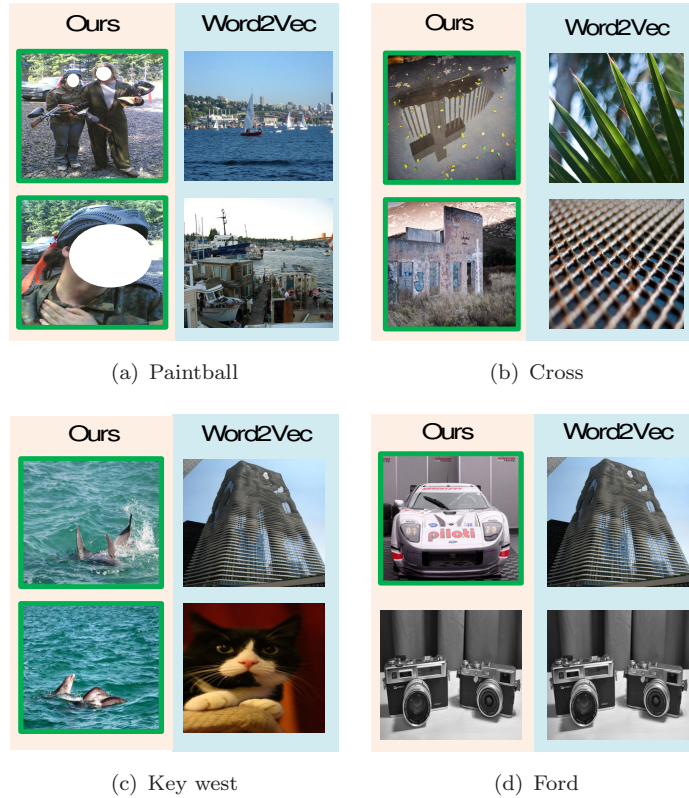 Ours Word2Vec
Ours Word2Vec
(a) Paintball
(b) Cross
Ours Word2Vec
Ours Word2Vec
piloti
(c) Key west
(d) Ford